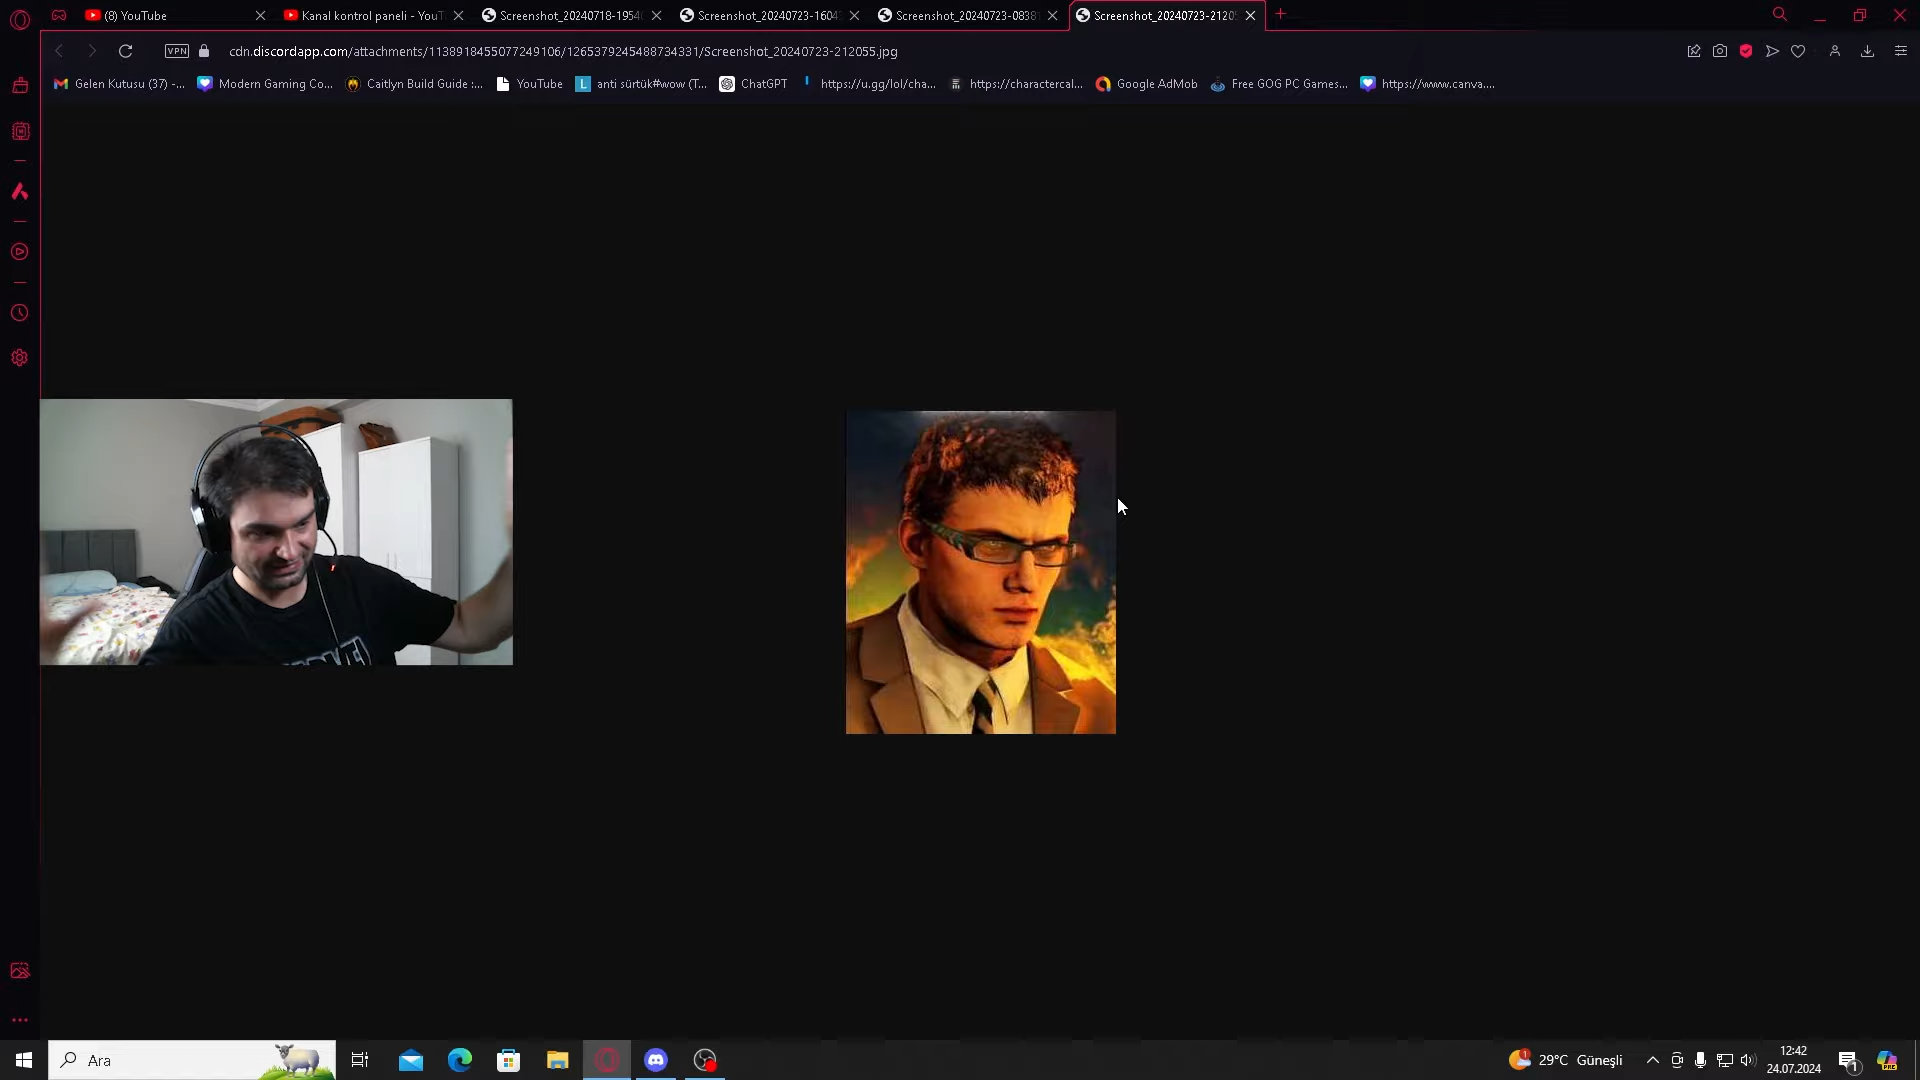 (8) YouTube
Kanal kontrol paneli - YouT
Screenshot_20240718-1954
Screenshot_20240723-1604
Screenshot_20240723-0838
Screenshot_20240723-2120
VPN
cdn.discordapp.com/attachments/1138918455077249106/1265379245488734331/Screenshot_20240723-212055.jpg
Gelen Kutusu (37) -...
Modern Gaming Co...
Caitlyn Build Guide :...
YouTube
L anti sürtük#wow (T...
ChatGPT
https://u.gg/lol/cha...
https://charactercal...
Google AdMob
Free GOG PC Games...
https://www.canva....
Ara
1
29°C Güneşli
12:42
24.07.2024
1
PRE